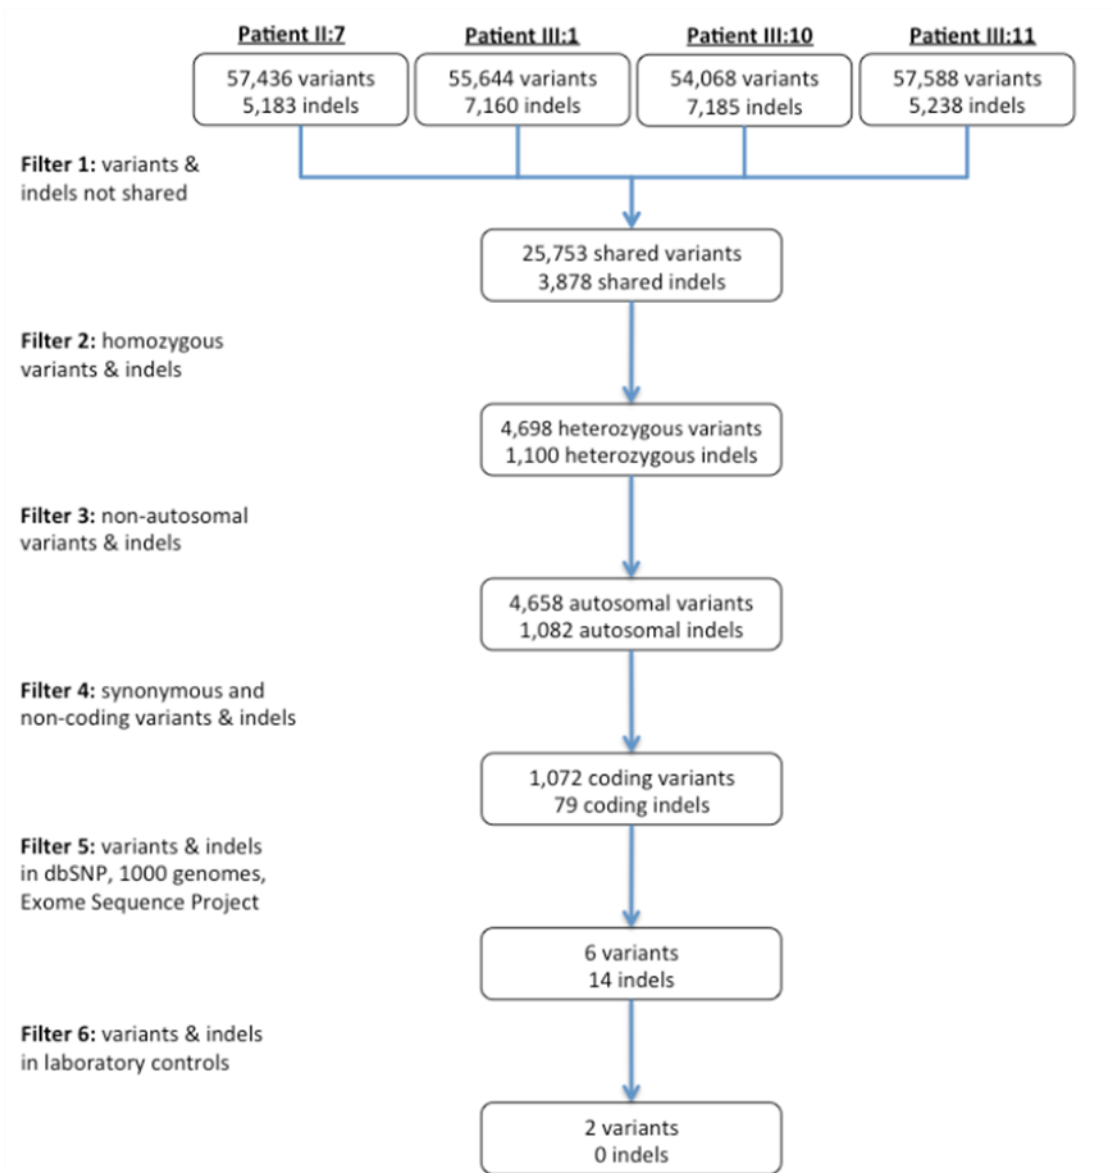 Patient II:7
Patient III:1
Patient III:10
Patient III:11
57,436 variants
5,183 indels
55,644 variants
7,160 indels
54,068 variants
7,185 indels
57,588 variants
5,238 indels
Filter 1: variants &
indels not shared
25,753 shared variants
3,878 shared indels
Filter 2: homozygous
variants & indels
4,698 heterozygous variants
1,100 heterozygous indels
Filter 3: non-autosomal
variants & indels
4,658 autosomal variants
1,082 autosomal indels
Filter 4: synonymous and
non-coding variants & indels
1,072 coding variants
79 coding indels
Filter 5: variants & indels
in dbSNP, 1000 genomes,
Exome Sequence Project
6 variants
14 indels
Filter 6: variants & indels
in laboratory controls
2 variants
0 indels